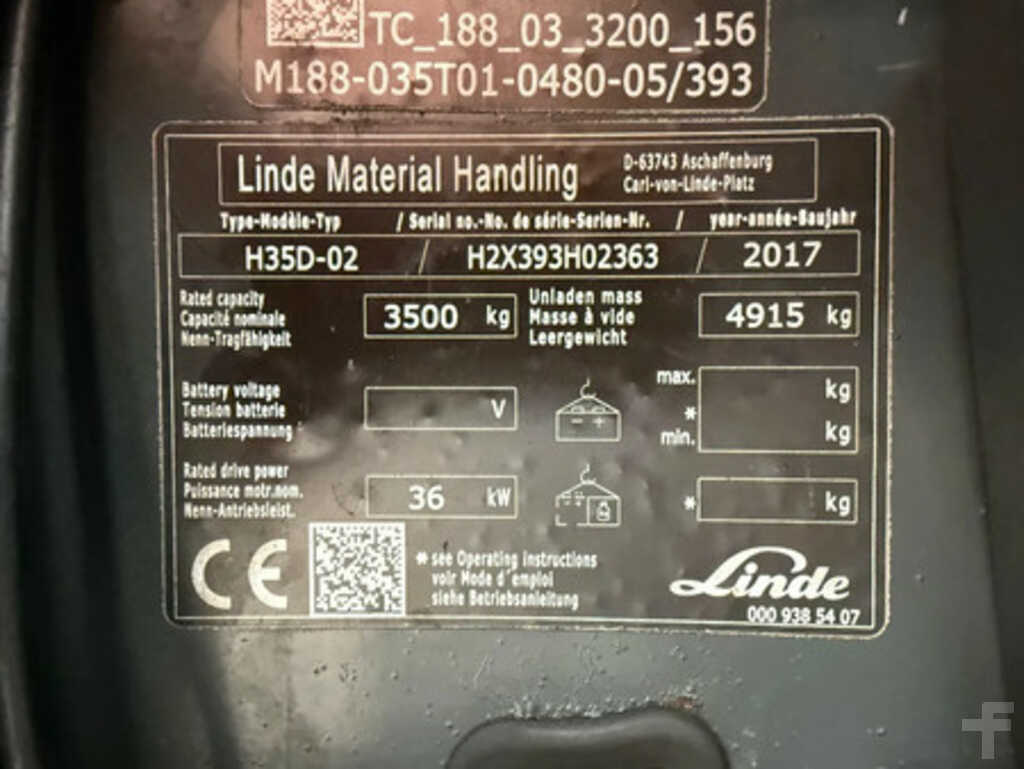 TC_188_03_3200_156
M188-035T01-0480-05/393
Linde Material Handling
D-63743 Aschaffenburg
Carl-von-Linde-Platz
Type-Modèle-Typ / Serial no.-No. de série-Serien-Nr. / year-année-Baujahr
H35D-02 / H2X393H02363 / 2017
Rated capacity
Capacité nominale
Nenn-Tragfähigkeit
3500 kg
Unladen mass
Masse à vide
Leergewicht
4915 kg
Battery voltage
Tension batterie
Batteriespannung
V
max. kg
*
min. kg
Rated drive power
Puissance motr.nom.
Nenn-Antriebsleist.
36 kW
* kg
CE
* see Operating instructions
voir Mode d'emploi
siehe Betriebsanleitung
Linde
000 938 54 07